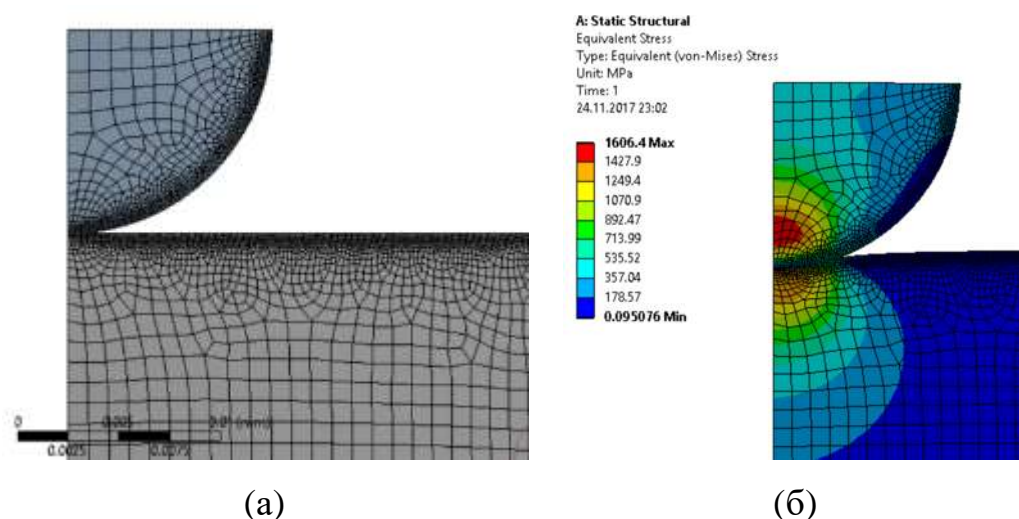 A: Static Structural
Equivalent Stress
Type: Equivalent (von-Mises) Stress
Unit: MPa
Time: 1
24.11.2017 23:02
1606.4 Max
1427.9
1249.4
1070.9
892.47
713.99
535.52
357.04
178.57
0.095076 Min
0
0.005
0.01 (mm)
0.0025
0.0075
(а)
(б)